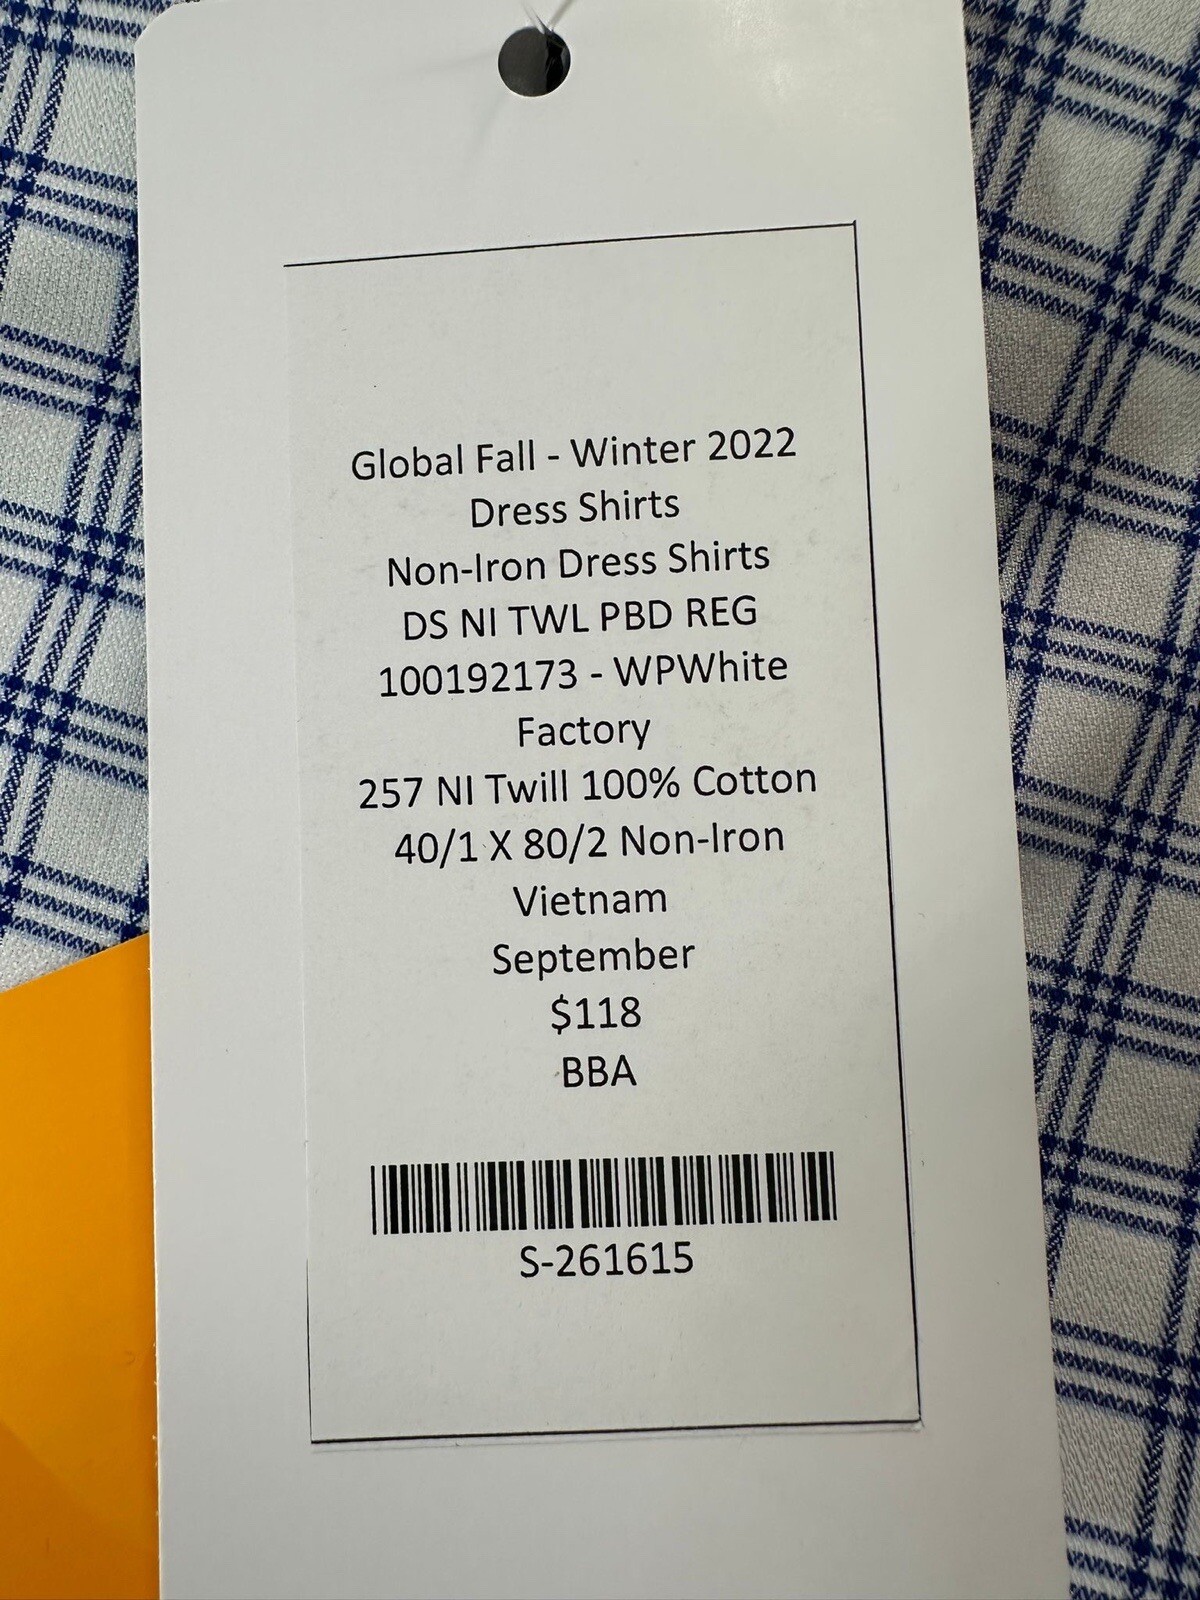 Global Fall - Winter 2022
Dress Shirts
Non-Iron Dress Shirts
DS NI TWL PBD REG
100192173 - WPWhite
Factory
257 NI Twill 100% Cotton
40/1 X 80/2 Non-Iron
Vietnam
September
$118
BBA
S-261615